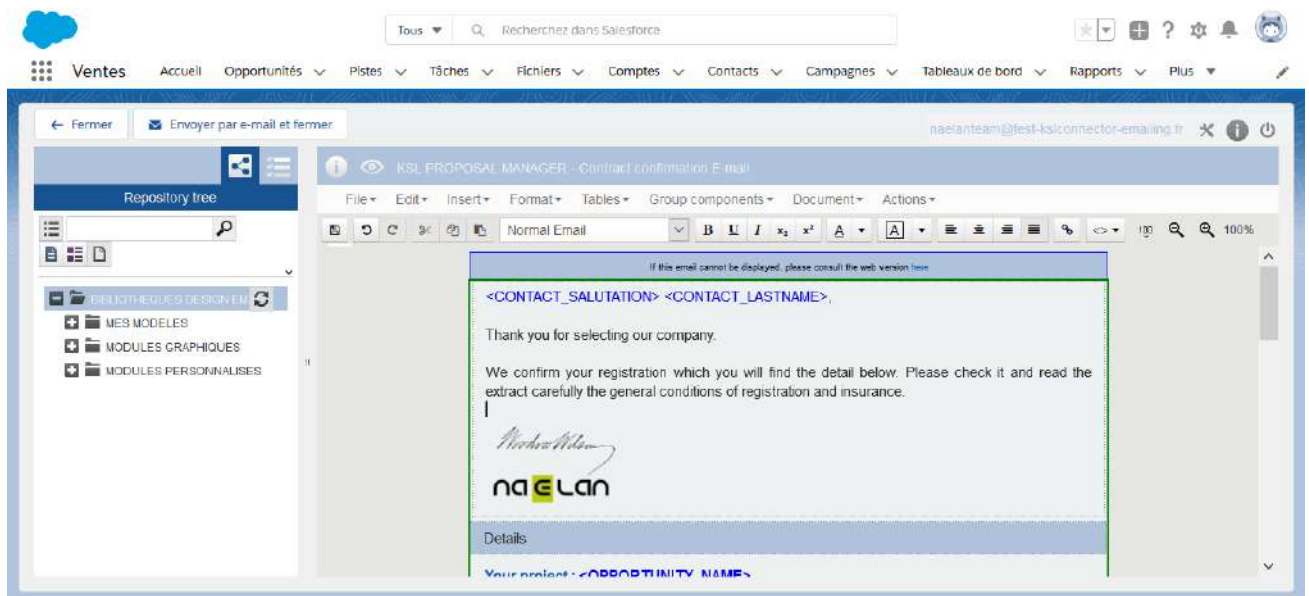 Tous
Recherchez dans Salesforce
Ventes Accueil Opportunités Pistes Tâches Fichiers Comptes Contacts Campagnes Tableaux de bord Rapports Plus
Fermer Envoyer par e-mail et fermer
naelanteam@test-kslconnector-emailing.fr
KSL PROPOSAL MANAGER - Contract confirmation E-mail
Repository tree
File Edit Insert Format Tables Group components Document Actions
Normal Email B U I x₂ x² A A 100%
If this email cannot be displayed, please consult the web version here
BIBLIOTHEQUES DESIGN EM
MES MODELES
MODULES GRAPHIQUES
MODULES PERSONNALISES
<CONTACT_SALUTATION> <CONTACT_LASTNAME>,
Thank you for selecting our company.
We confirm your registration which you will find the detail below. Please check it and read the
extract carefully the general conditions of registration and insurance.
naelan
Details
Your project : <OPPORTUNITY_NAME>